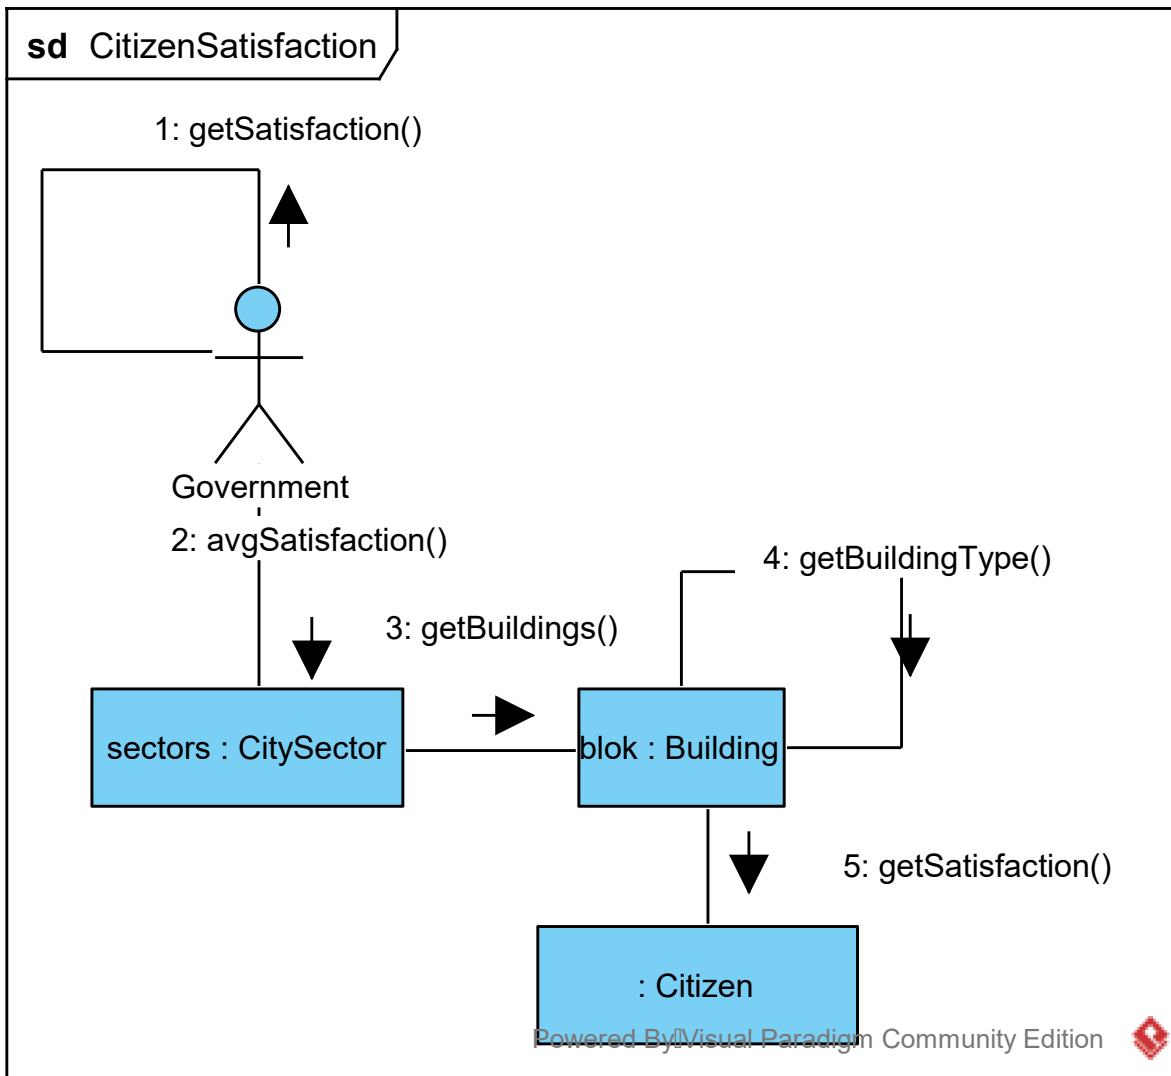 sd CitizenSatisfaction
1: getSatisfaction()
Government
2: avgSatisfaction()
4: getBuildingType()
3: getBuildings()
sectors : CitySector
blok : Building
5: getSatisfaction()
: Citizen
Powered By Visual Paradigm Community Edition